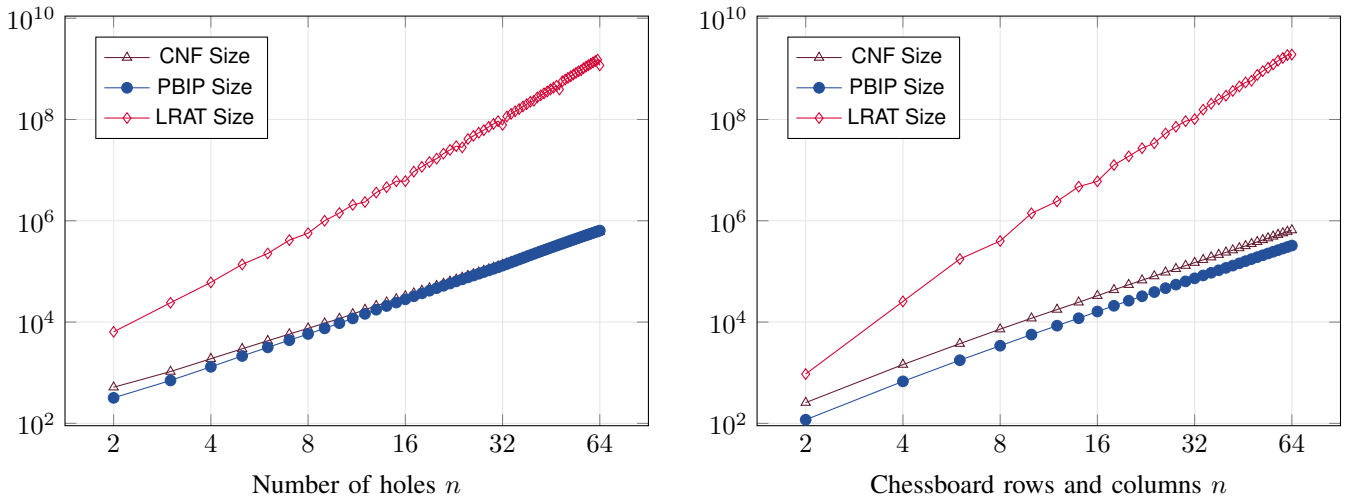 10^10
10^8
10^6
10^4
10^2
CNF Size
PBIP Size
LRAT Size
2 4 8 16 32 64
Number of holes n
10^10
10^8
10^6
10^4
10^2
CNF Size
PBIP Size
LRAT Size
2 4 8 16 32 64
Chessboard rows and columns n